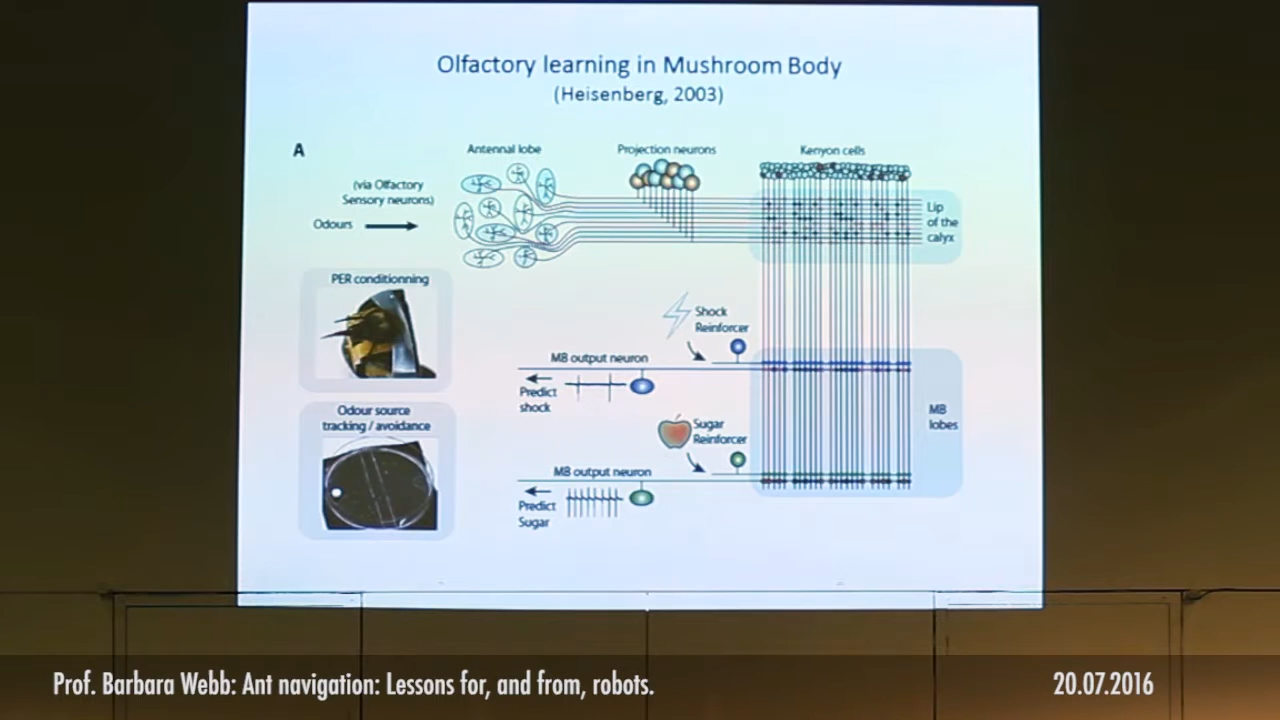 Olfactory learning in Mushroom Body
(Heisenberg, 2003)
A
Antennal lobe
Projection neurons
Kenyon cells
(via Olfactory
Sensory neurons)
Odours
Lip
of the
calyx
PER conditionning
Shock
Reinforcer
MB output neuron
Predict
shock
Odour source
tracking / avoidance
Sugar
Reinforcer
MB
lobes
MB output neuron
Predict
Sugar
Prof. Barbara Webb: Ant navigation: Lessons for, and from, robots.
20.07.2016